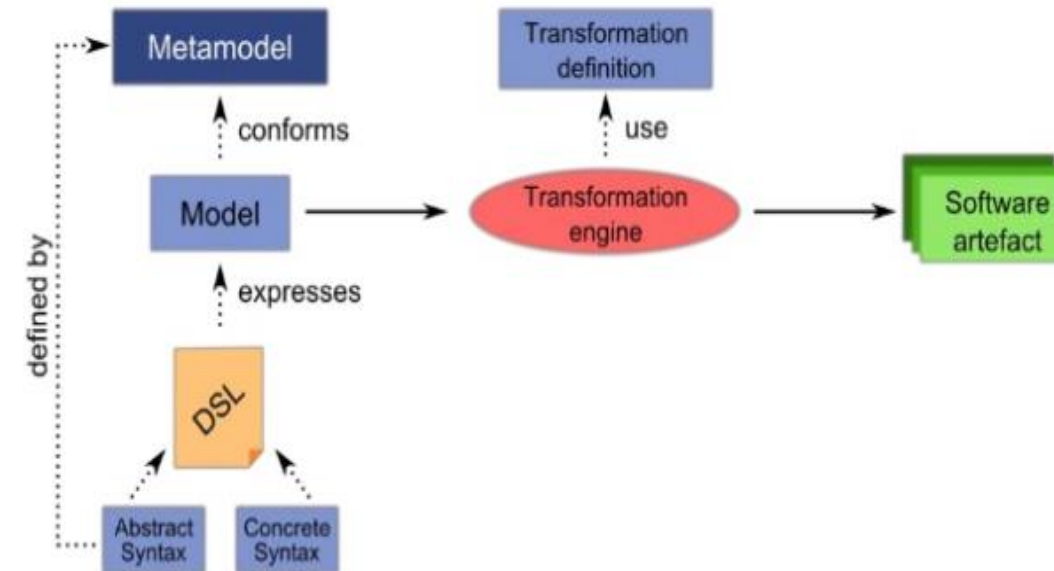 Metamodel
Transformation
definition
conforms
use
Model
Transformation
engine
Software
artefact
defined by
expresses
DSL
Abstract
Syntax
Concrete
Syntax